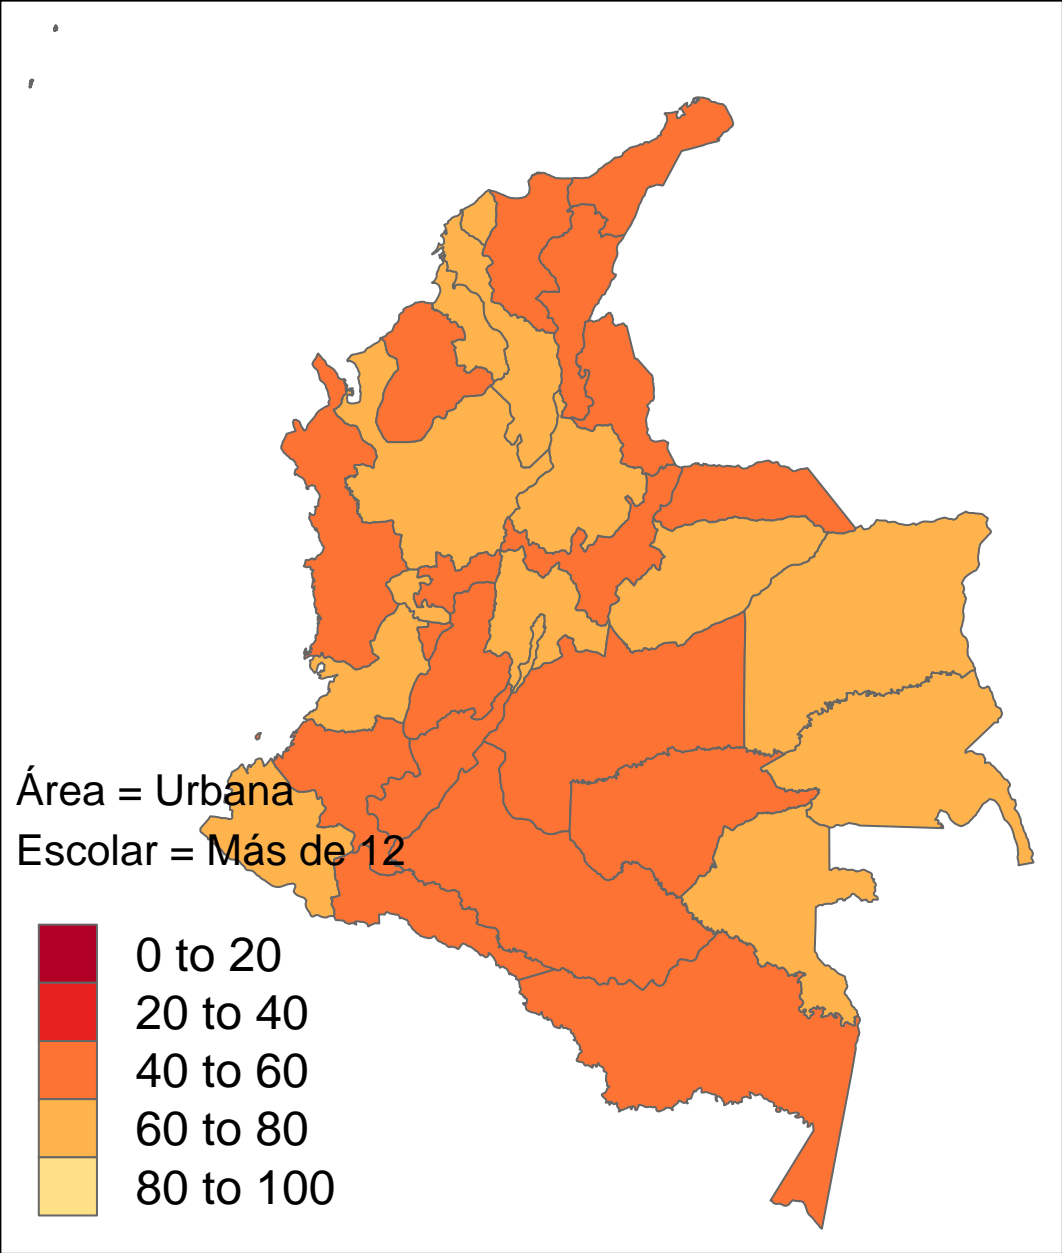 Área = Urbana
Escolar = Más de 12
0 to 20
20 to 40
40 to 60
60 to 80
80 to 100